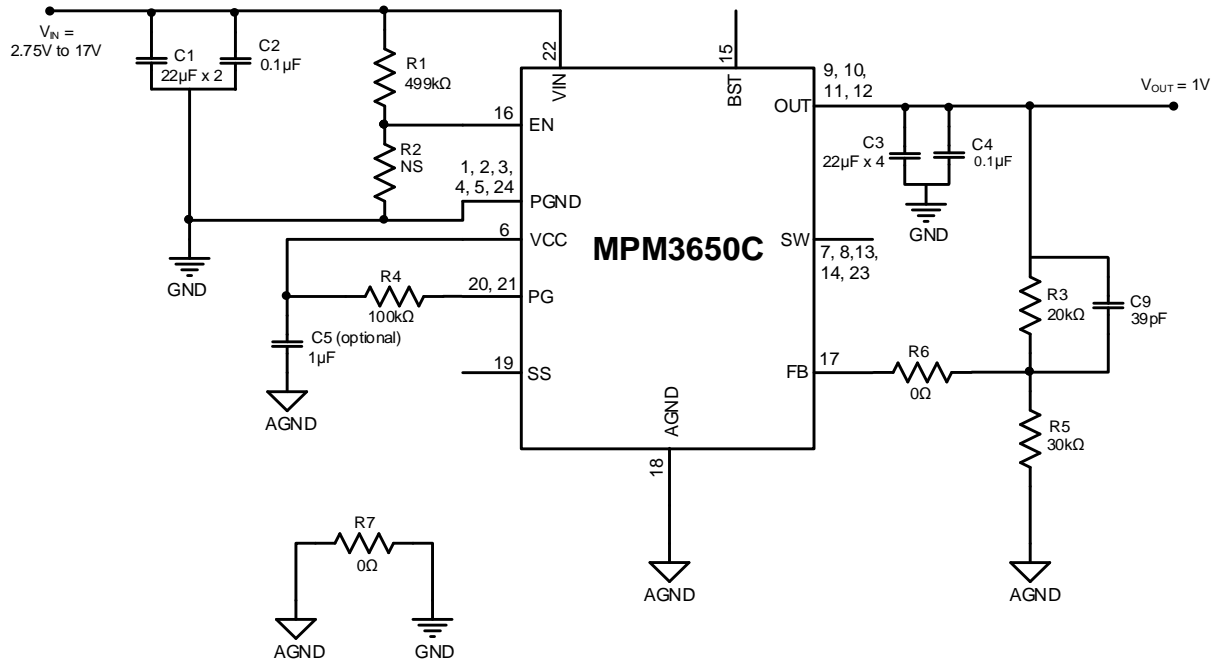 VIN =
2.75V to 17V
C1
22µF x 2
C2
0.1µF
R1
499kΩ
R2
NS
22
VIN
15
BST
16
EN
1, 2, 3,
4, 5, 24
PGND
6
VCC
20, 21
PG
R4
100kΩ
C5 (optional)
1µF
AGND
GND
19
SS
MPM3650C
AGND
18
AGND
9, 10,
11, 12
OUT
VOUT = 1V
C3
22µF x 4
C4
0.1µF
GND
SW
7, 8,13,
14, 23
R3
20kΩ
C9
39pF
17
FB
R6
0Ω
R5
30kΩ
AGND
R7
0Ω
AGND
GND